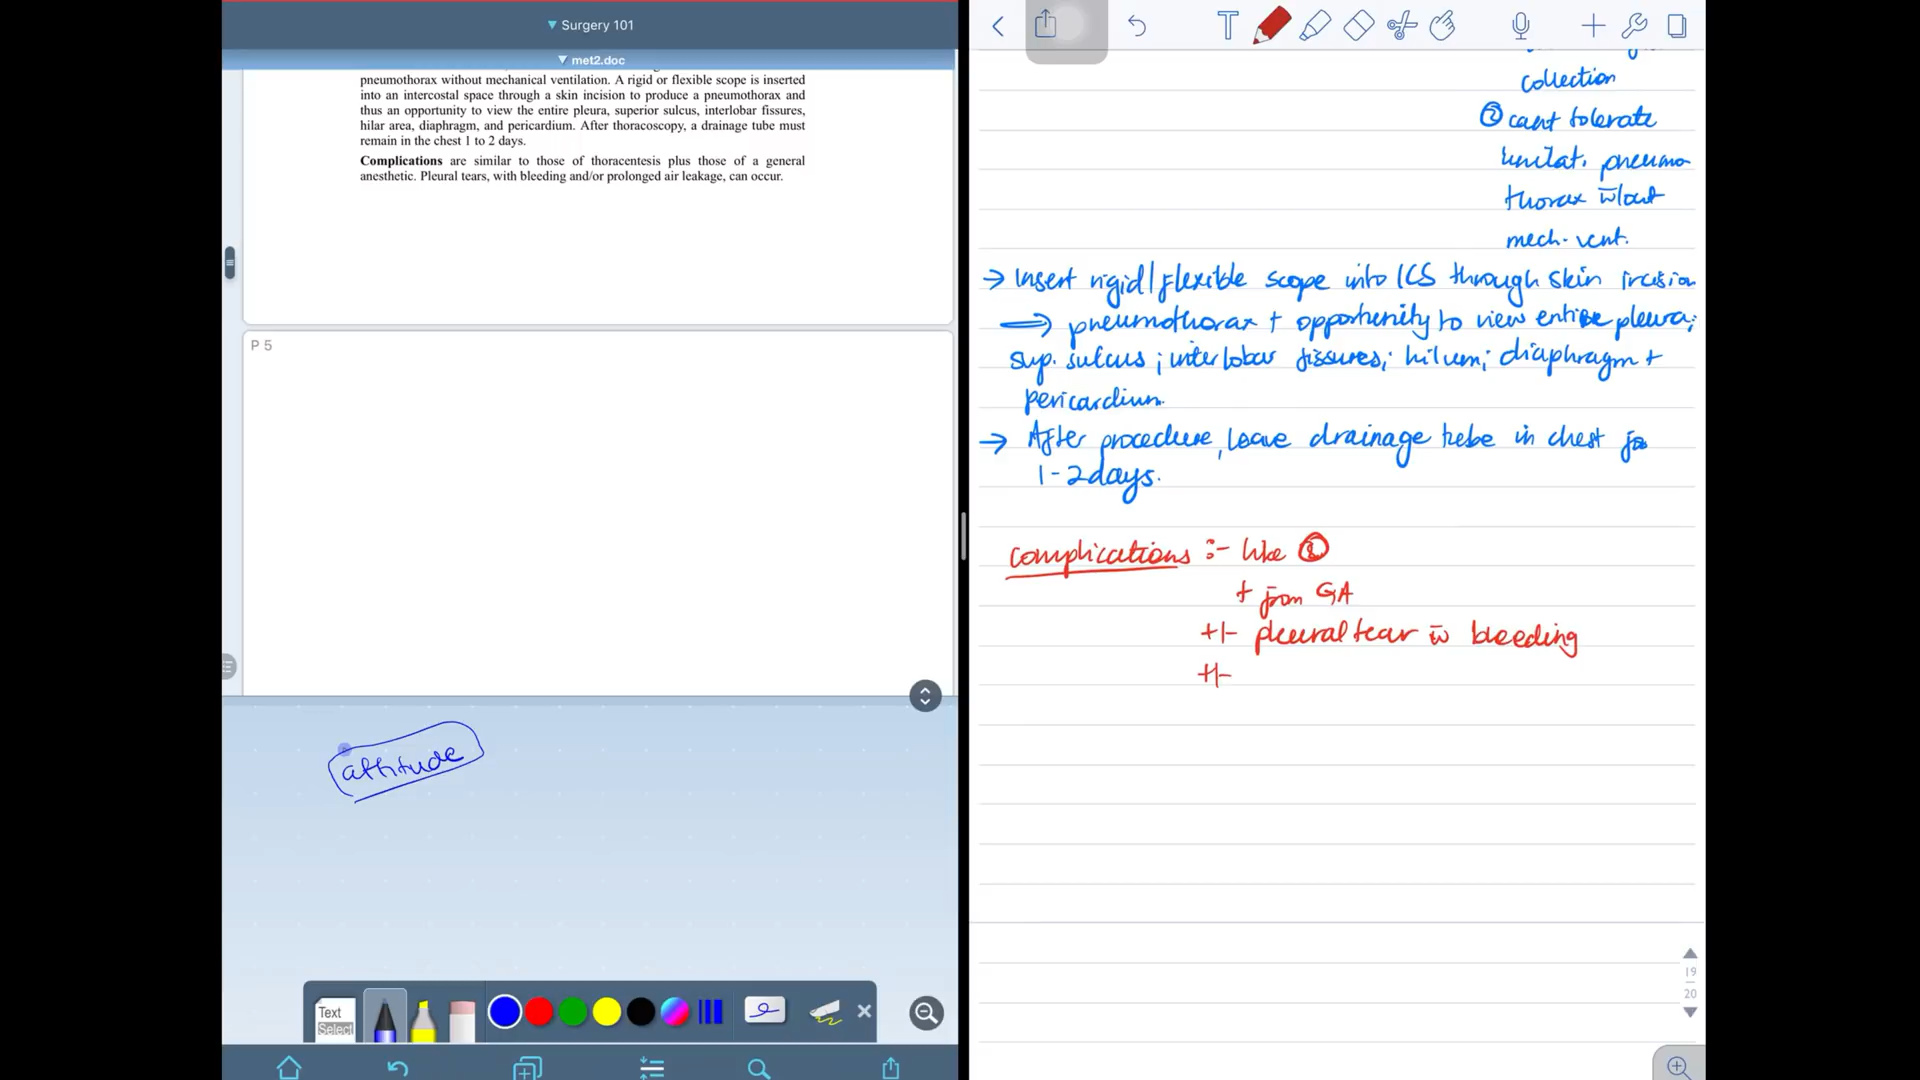 Surgery 101
met2.doc
pneumothorax without mechanical ventilation. A rigid or flexible scope is inserted
into an intercostal space through a skin incision to produce a pneumothorax and
thus an opportunity to view the entire pleura, superior sulcus, interlobar fissures,
hilar area, diaphragm, and pericardium. After thoracoscopy, a drainage tube must
remain in the chest 1 to 2 days.
Complications are similar to those of thoracentesis plus those of a general
anesthetic. Pleural tears, with bleeding and/or prolonged air leakage, can occur.
P 5
attitude
Text
Select
T
collection
② cant tolerate
unilat. pneumo
thorax w̄/out
mech. vent.
→ Insert rigid/flexible scope into ICS through skin incision
⟹ pneumothorax + opportunity to view entire pleura;
sup. sulcus; interlobar fissures; hilum; diaphragm +
pericardium.
→ After procedure, leave drainage tube in chest for
1-2 days.
complications :- like ②
+ from GA
+/- pleural tear w̄ bleeding
+/-
19
20